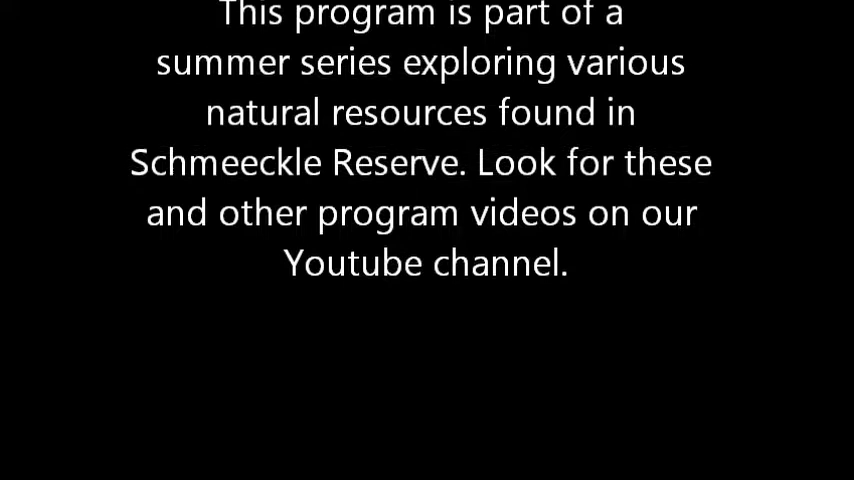 This program is part of a
summer series exploring various
natural resources found in
Schmeeckle Reserve. Look for these
and other program videos on our
Youtube channel.